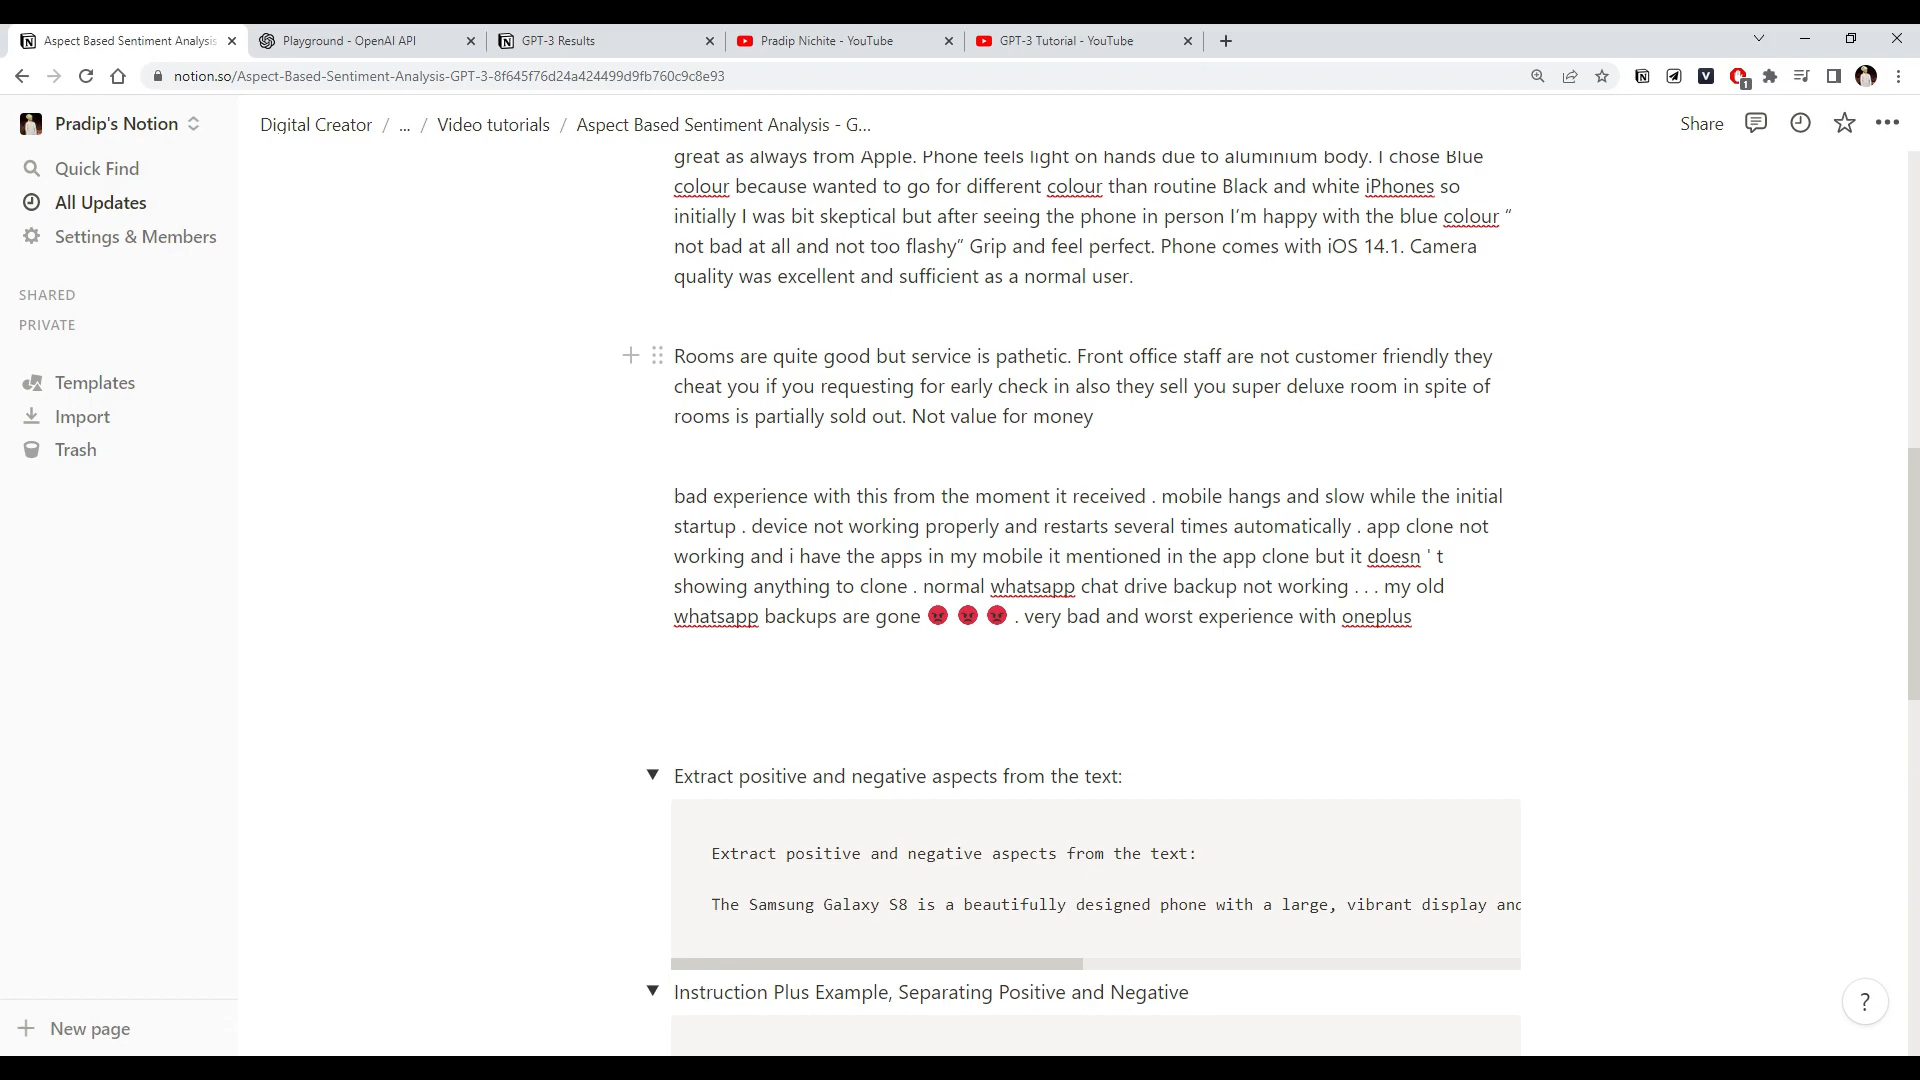 Aspect Based Sentiment Analysis
Playground - OpenAI API
GPT-3 Results
Pradip Nichite - YouTube
GPT-3 Tutorial - YouTube
notion.so/Aspect-Based-Sentiment-Analysis-GPT-3-8f645f76d24a424499d9fb760c9c8e93
V
1
Pradip's Notion
Digital Creator / ... / Video tutorials / Aspect Based Sentiment Analysis - G...
Share
Quick Find
All Updates
Settings & Members
SHARED
PRIVATE
Templates
Import
Trash
New page
great as always from Apple. Phone feels light on hands due to aluminium body. I chose Blue
colour because wanted to go for different colour than routine Black and white iPhones so
initially I was bit skeptical but after seeing the phone in person I’m happy with the blue colour “
not bad at all and not too flashy“ Grip and feel perfect. Phone comes with iOS 14.1. Camera
quality was excellent and sufficient as a normal user.
Rooms are quite good but service is pathetic. Front office staff are not customer friendly they
cheat you if you requesting for early check in also they sell you super deluxe room in spite of
rooms is partially sold out. Not value for money
bad experience with this from the moment it received . mobile hangs and slow while the initial
startup . device not working properly and restarts several times automatically . app clone not
working and i have the apps in my mobile it mentioned in the app clone but it doesn ' t
showing anything to clone . normal whatsapp chat drive backup not working . . . my old
whatsapp backups are gone 😡 😡 😡 . very bad and worst experience with oneplus
Extract positive and negative aspects from the text:
Extract positive and negative aspects from the text:
The Samsung Galaxy S8 is a beautifully designed phone with a large, vibrant display and
Instruction Plus Example, Separating Positive and Negative
?